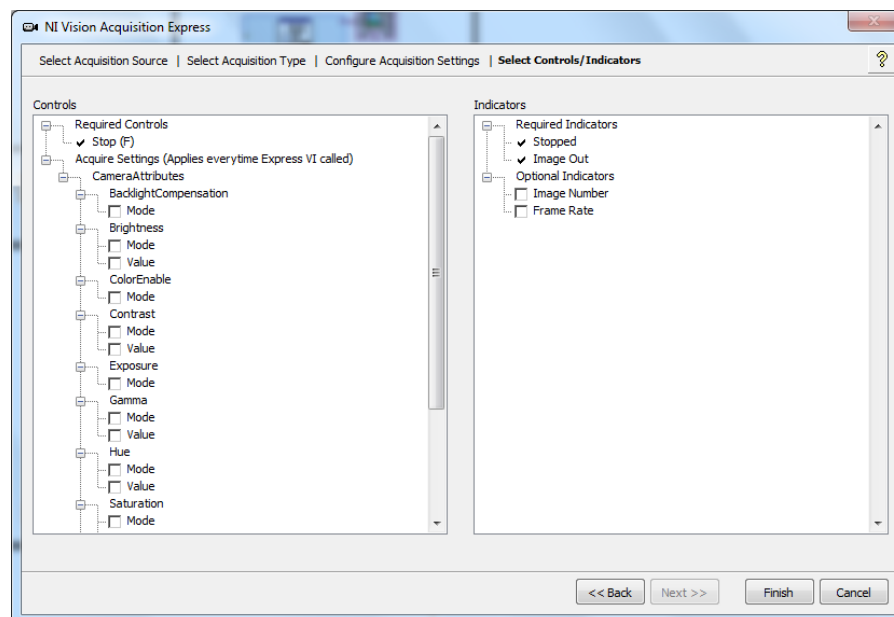 NI Vision Acquisition Express
Select Acquisition Source | Select Acquisition Type | Configure Acquisition Settings | Select Controls/Indicators
?
Controls
Required Controls
Stop (F)
Acquire Settings (Applies everytime Express VI called)
CameraAttributes
BacklightCompensation
Mode
Brightness
Mode
Value
ColorEnable
Mode
Contrast
Mode
Value
Exposure
Mode
Gamma
Mode
Value
Hue
Mode
Value
Saturation
Mode
Indicators
Required Indicators
Stopped
Image Out
Optional Indicators
Image Number
Frame Rate
<< Back Next >> Finish Cancel